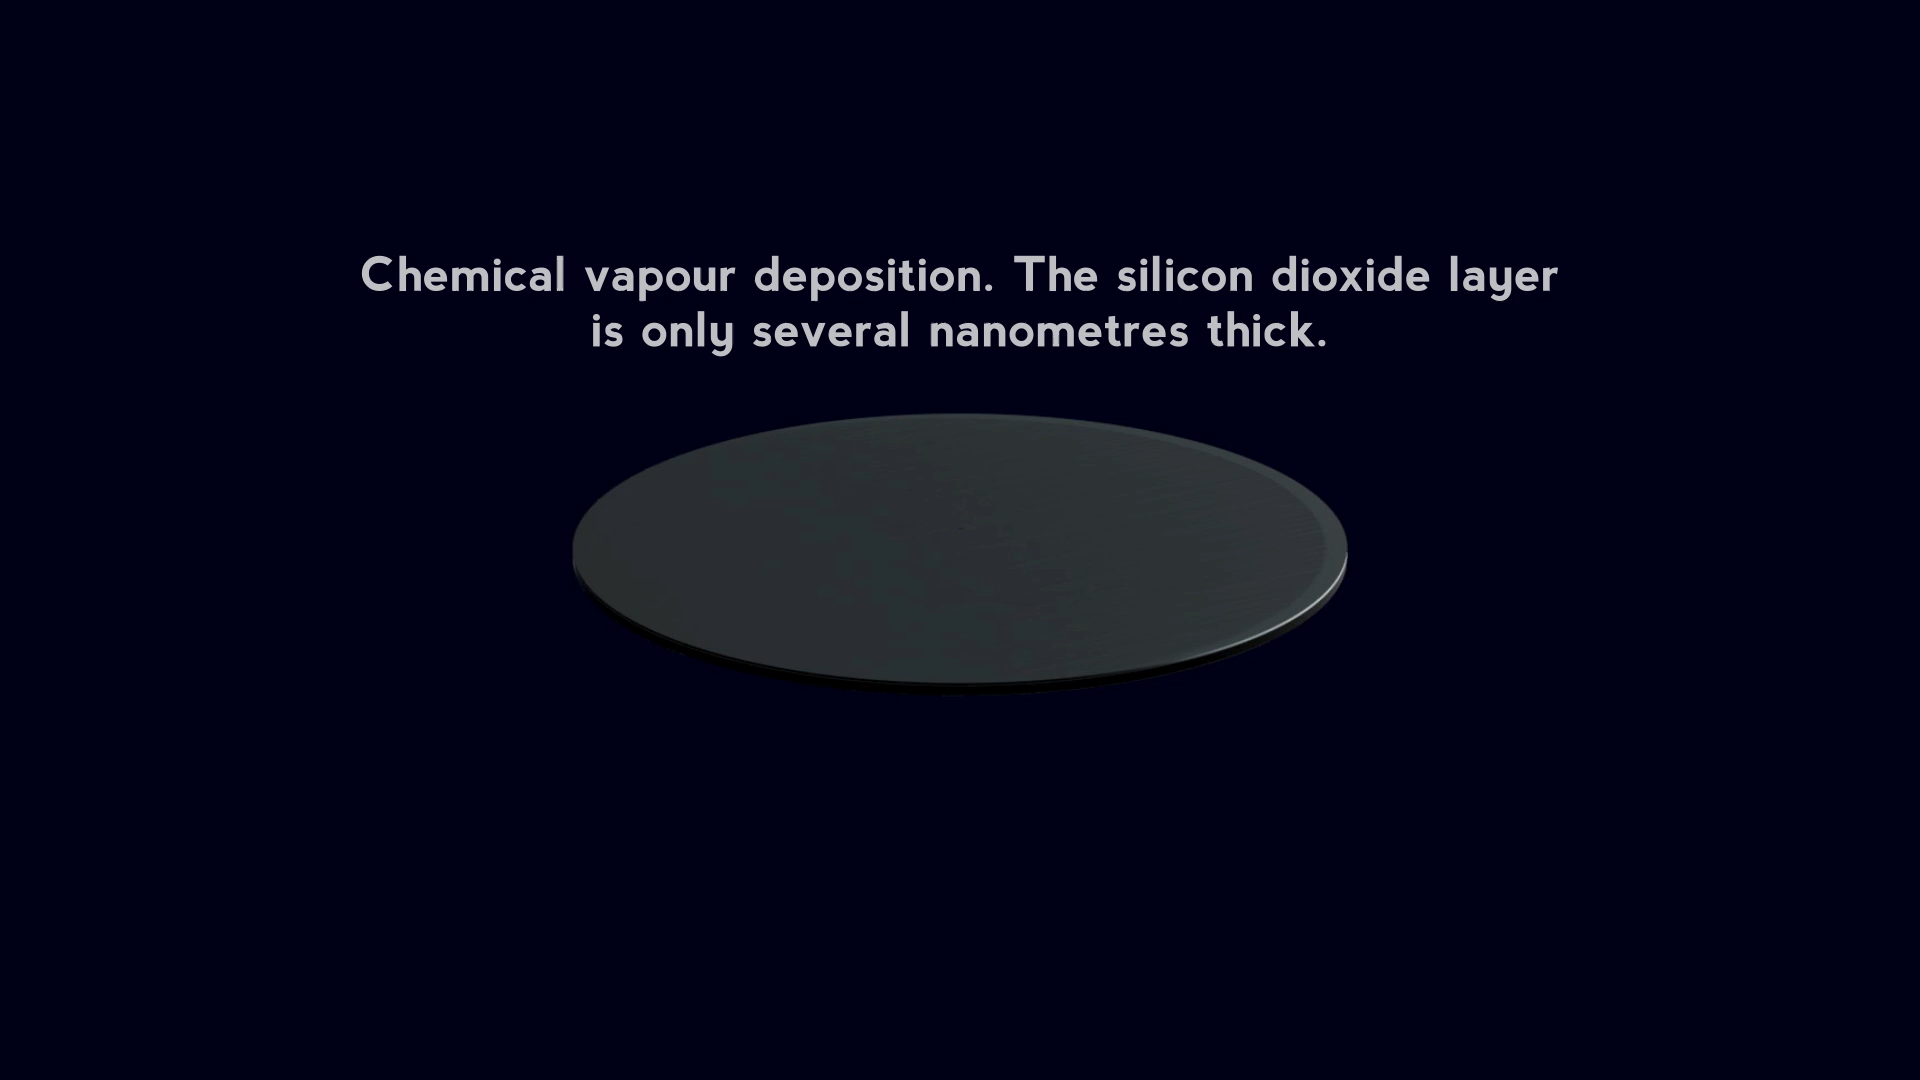 Chemical vapour deposition. The silicon dioxide layer
is only several nanometres thick.